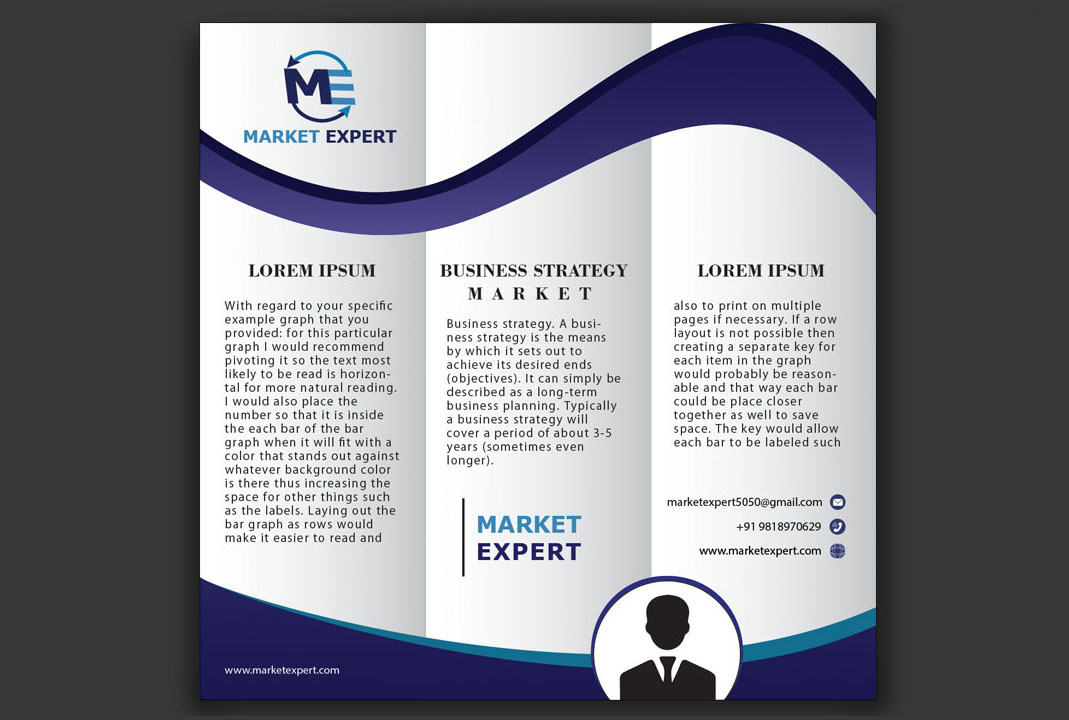 ME
MARKET EXPERT
LOREM IPSUM
With regard to your specific
example graph that you
provided: for this particular
graph I would recommend
pivoting it so the text most
likely to be read is horizon-
tal for more natural reading.
I would also place the
number so that it is inside
the each bar of the bar
graph when it will fit with a
color that stands out against
whatever background color
is there thus increasing the
space for other things such
as the labels. Laying out the
bar graph as rows would
make it easier to read and
BUSINESS STRATEGY
MARKET
Business strategy. A busi-
ness strategy is the means
by which it sets out to
achieve its desired ends
(objectives). It can simply be
described as a long-term
business planning. Typically
a business strategy will
cover a period of about 3-5
years (sometimes even
longer).
MARKET
EXPERT
LOREM IPSUM
also to print on multiple
pages if necessary. If a row
layout is not possible then
creating a separate key for
each item in the graph
would probably be reason-
able and that way each bar
could be place closer
together as well to save
space. The key would allow
each bar to be labeled such
marketexpert5050@gmail.com
+91 9818970629
www.marketexpert.com
www.marketexpert.com